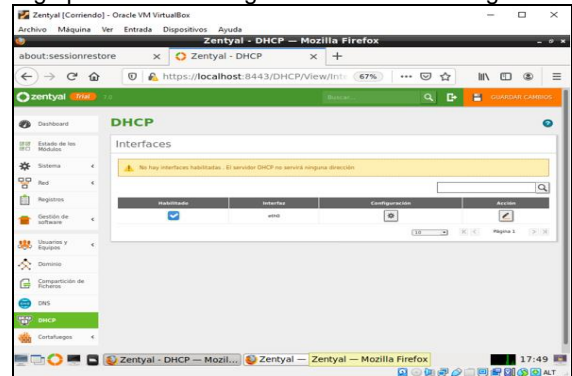 Zentyal [Corriendo] - Oracle VM VirtualBox
Archivo Máquina Ver Entrada Dispositivos Ayuda
Zentyal - DHCP — Mozilla Firefox
about:sessionrestore
Zentyal - DHCP
https://localhost:8443/DHCP/View/Int
67%
zentyal Trial 7.0
Buscar...
GUARDAR CAMBIOS
Dashboard
Estado de los Módulos
Sistema
Red
Registros
Gestión de software
Usuarios y Equipos
Dominio
Compartición de Ficheros
DNS
DHCP
Cortafuegos
DHCP
Interfaces
No hay interfaces habilitadas . El servidor DHCP no servirá ninguna dirección
Habilitado Interfaz Configuración Acción
eth0
10 Página 1
Zentyal - DHCP — Mozil...
Zentyal —
Zentyal — Mozilla Firefox
17:49
ALT